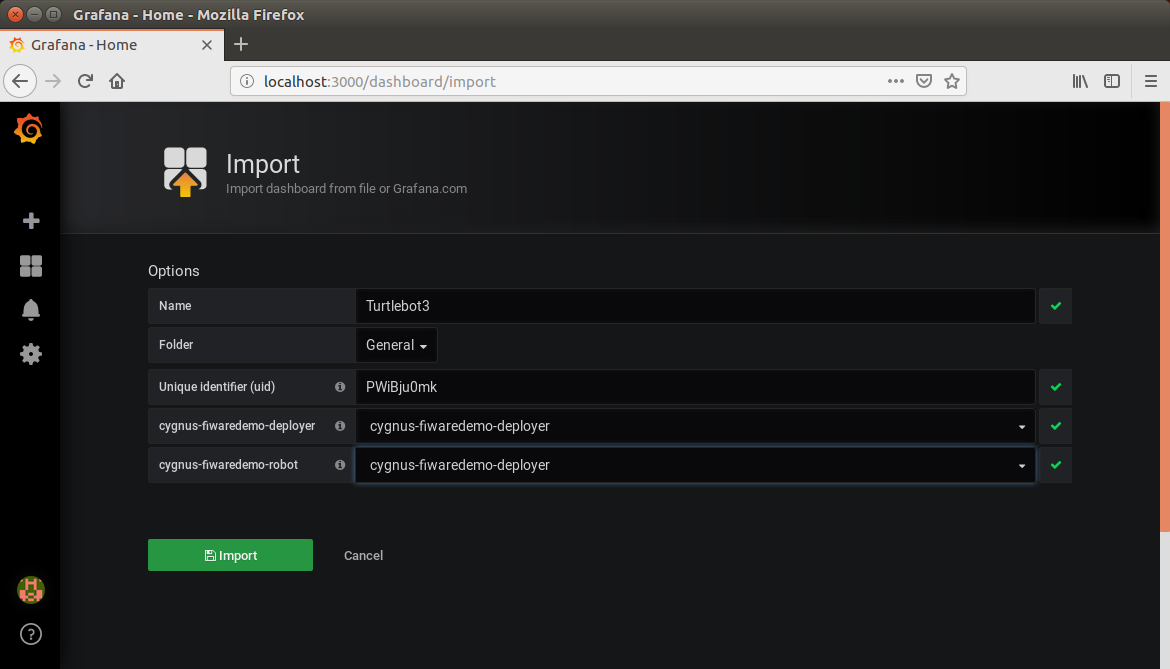 Grafana - Home - Mozilla Firefox
Grafana - Home
localhost:3000/dashboard/import
Import
Import dashboard from file or Grafana.com
Options
Name Turtlebot3
Folder General
Unique identifier (uid) PWiBju0mk
cygnus-fiwaredemo-deployer cygnus-fiwaredemo-deployer
cygnus-fiwaredemo-robot cygnus-fiwaredemo-deployer
Import Cancel